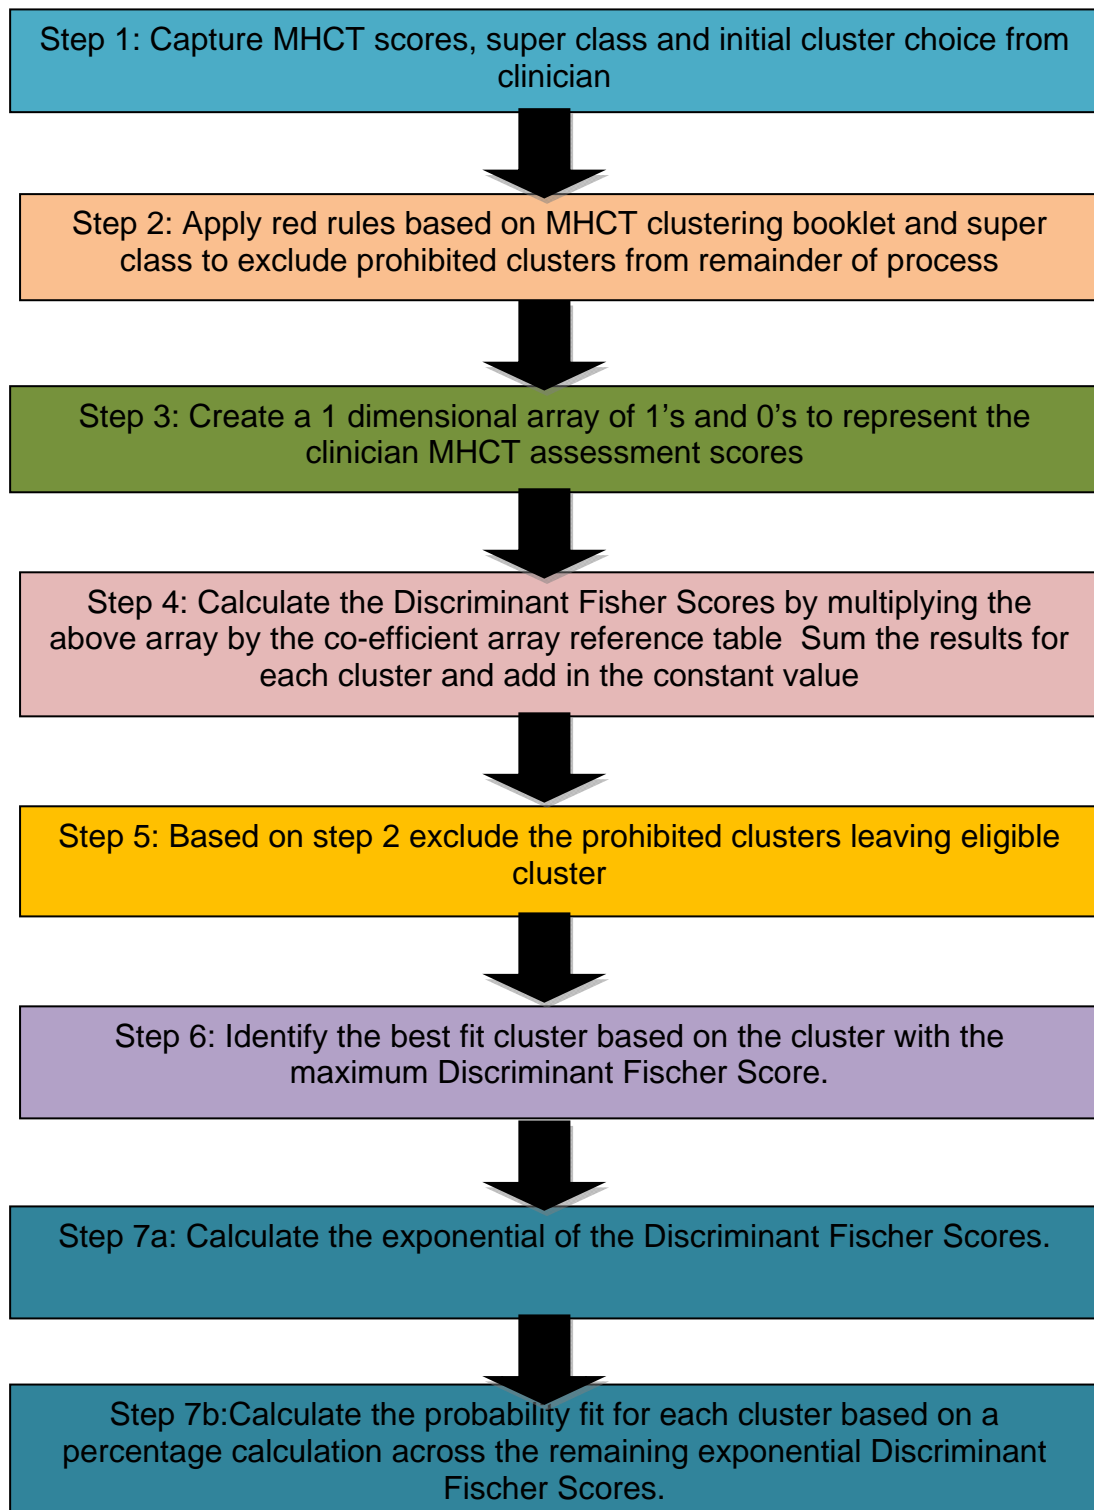 Step 1: Capture MHCT scores, super class and initial cluster choice from
clinician
Step 2: Apply red rules based on MHCT clustering booklet and super
class to exclude prohibited clusters from remainder of process
Step 3: Create a 1 dimensional array of 1’s and 0’s to represent the
clinician MHCT assessment scores
Step 4: Calculate the Discriminant Fisher Scores by multiplying the
above array by the co-efficient array reference table  Sum the results for
each cluster and add in the constant value
Step 5: Based on step 2 exclude the prohibited clusters leaving eligible
cluster
Step 6: Identify the best fit cluster based on the cluster with the
maximum Discriminant Fischer Score.
Step 7a: Calculate the exponential of the Discriminant Fischer Scores.
Step 7b:Calculate the probability fit for each cluster based on a
percentage calculation across the remaining exponential Discriminant
Fischer Scores.